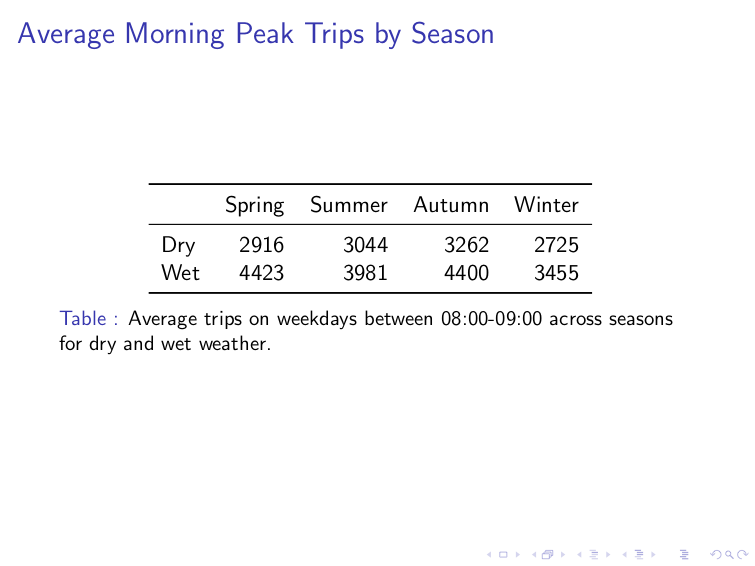 Average Morning Peak Trips by Season
Spring Summer Autumn Winter
Dry 2916 3044 3262 2725
Wet 4423 3981 4400 3455
Table : Average trips on weekdays between 08:00-09:00 across seasons
for dry and wet weather.